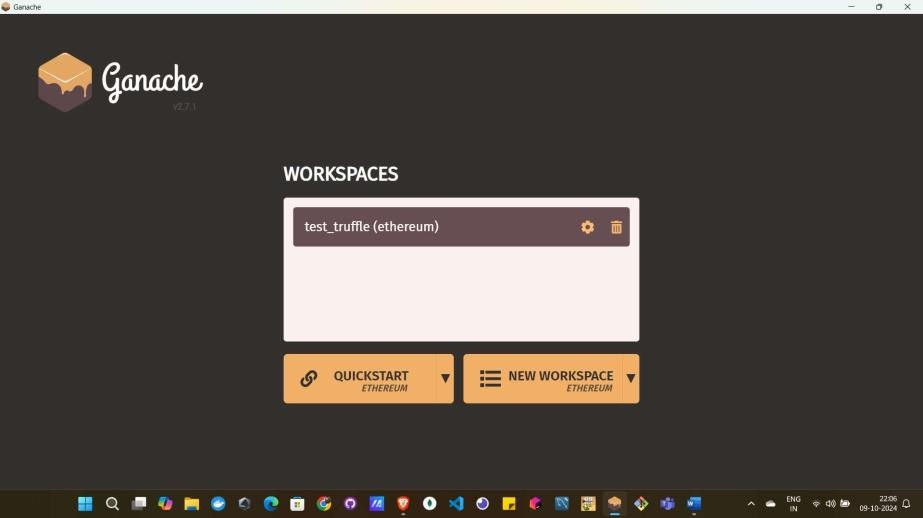 Ganache
Ganache
v2.7.1
WORKSPACES
test_truffle (ethereum)
QUICKSTART
ETHEREUM
NEW WORKSPACE
ETHEREUM
ENG
IN
22:06
09-10-2024